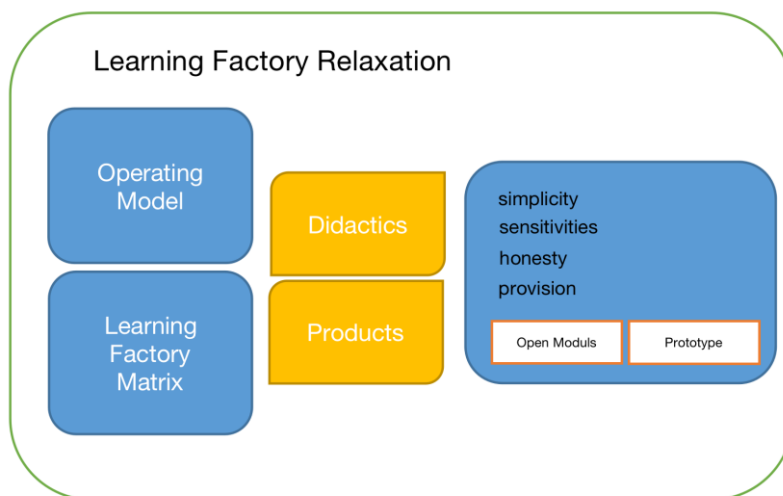 Learning Factory Relaxation
Operating
Model
Didactics
Learning
Factory
Matrix
Products
simplicity
sensitivities
honesty
provision
Open Moduls
Prototype